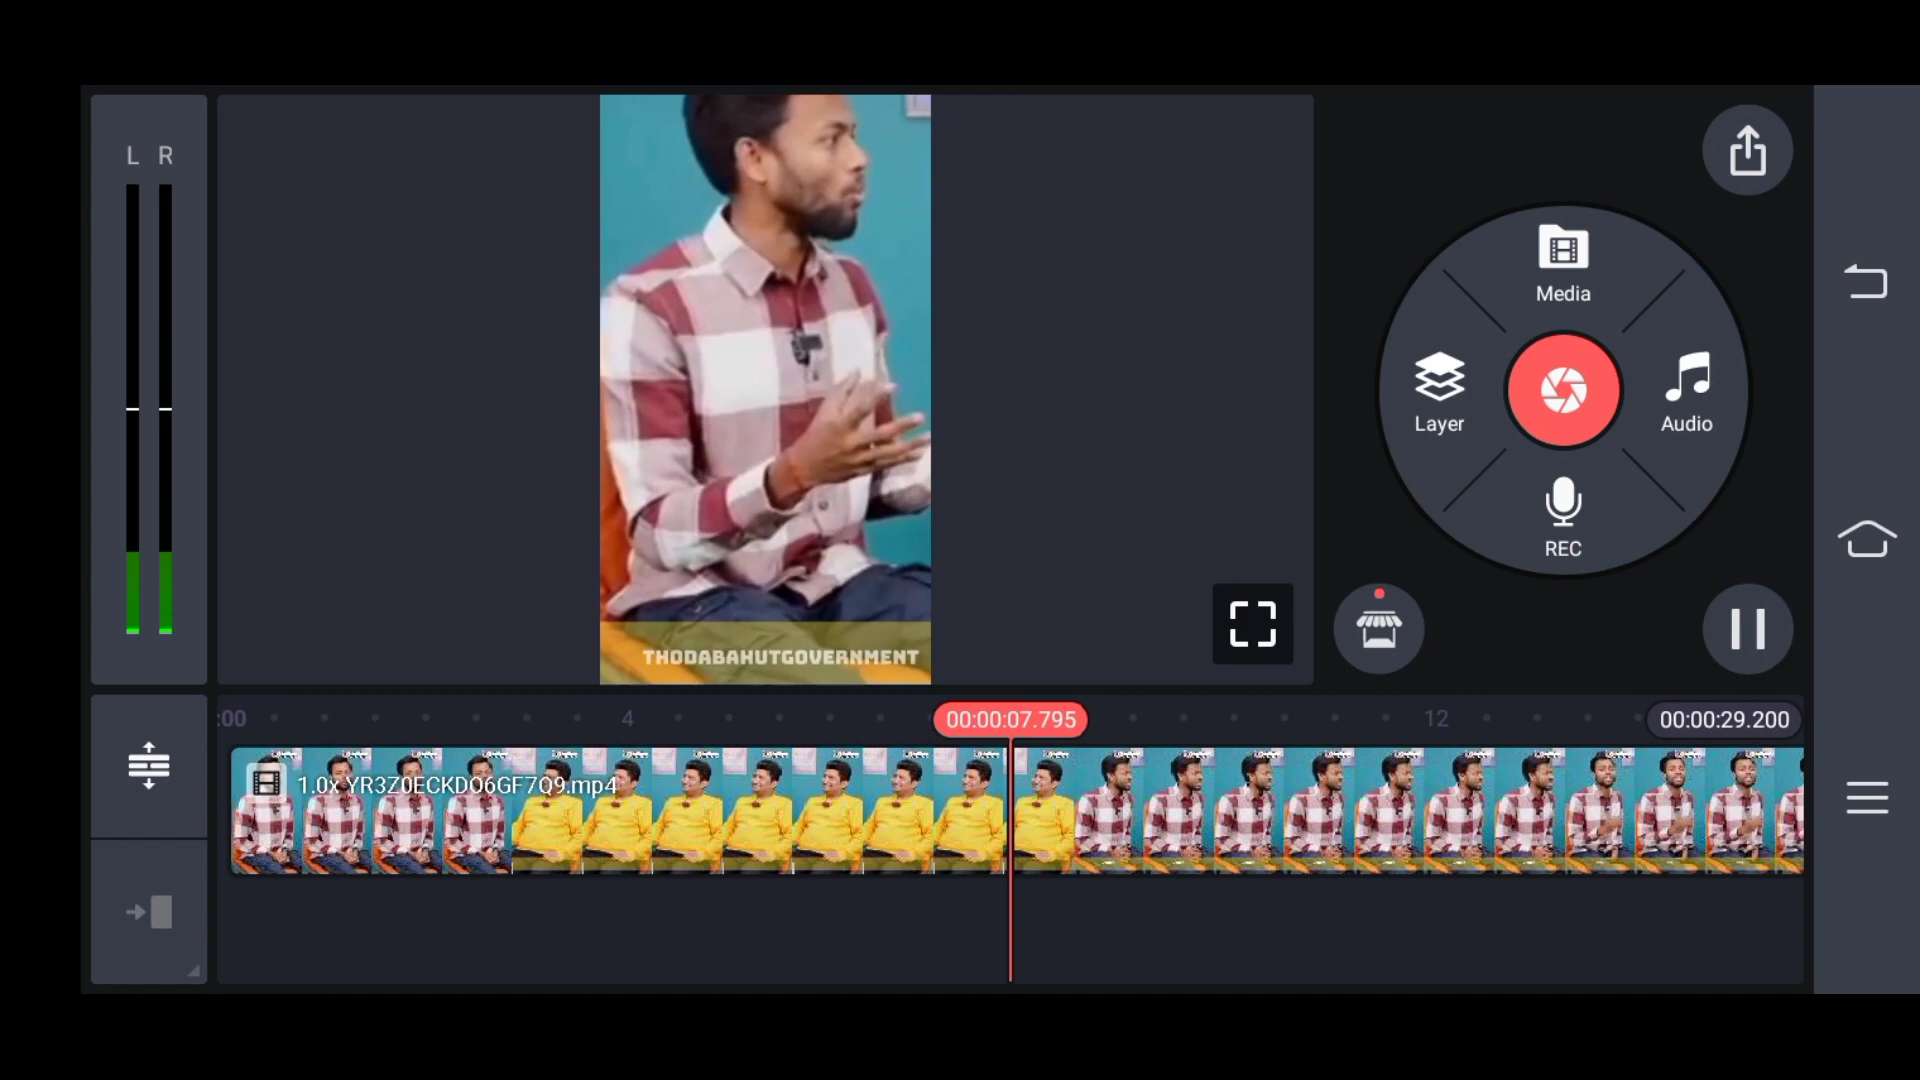 L R
Media
Layer
Audio
REC
THODABAHUTGOVERNMENT
:00
4
00:00:07.795
12
00:00:29.200
1.0x YR3Z0ECKDO6GF7Q9.mp4